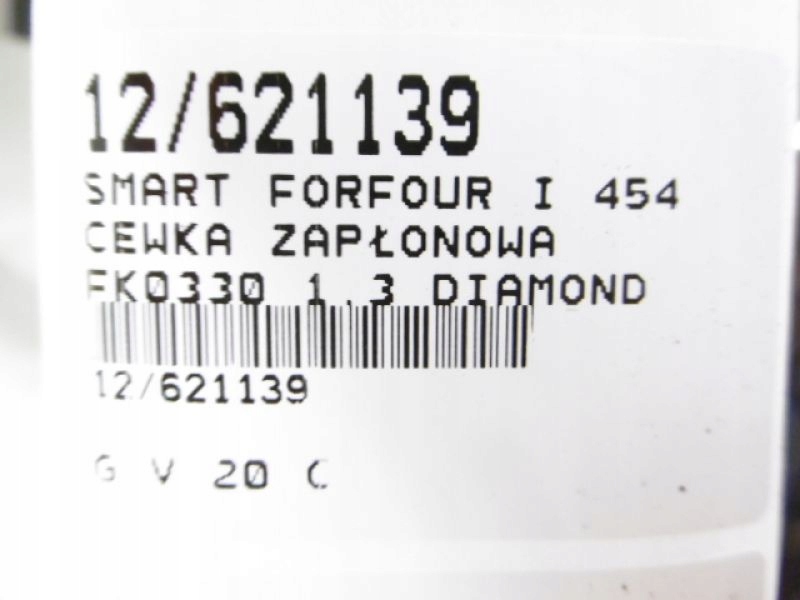 12/621139
SMART FORFOUR I 454
CEWKA ZAPŁONOWA
FK0330 1.3 DIAMOND
12/621139
G V 20 C